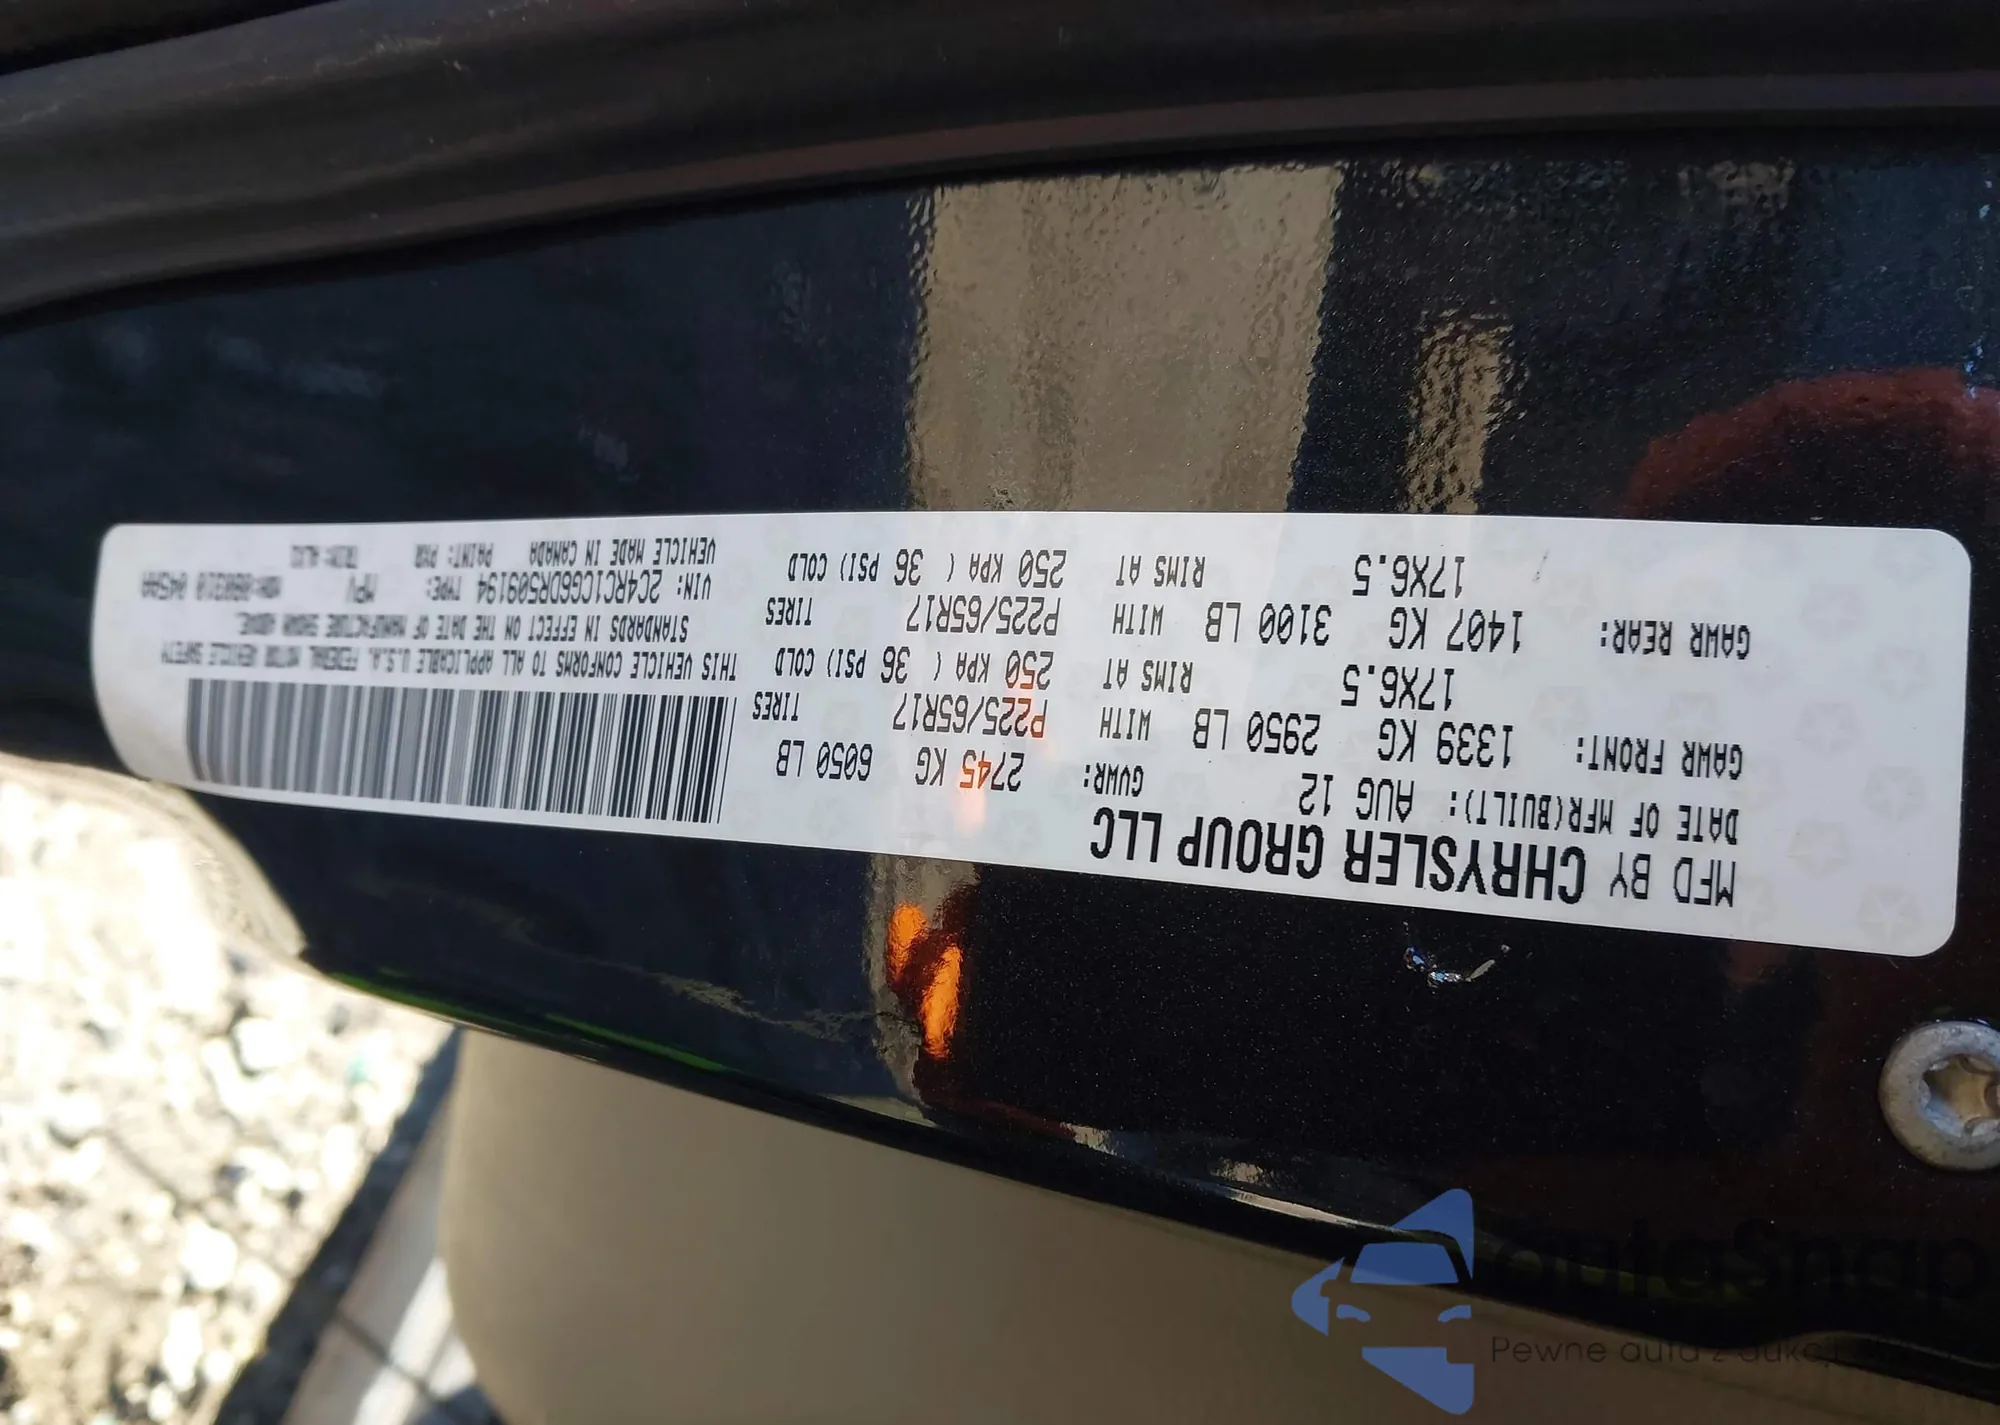 MFD BY CHRYSLER GROUP LLC
DATE OF MFR(BUILT): AUG 12 GVWR: 2745 KG 6050 LB
GAWR FRONT: 1339 KG 2950 LB WITH P225/65R17 TIRES
17X6.5 RIMS AT 250 KPA ( 36 PSI) COLD
GAWR REAR: 1407 KG 3100 LB WITH P225/65R17 TIRES
17X6.5 RIMS AT 250 KPA ( 36 PSI) COLD
THIS VEHICLE CONFORMS TO ALL APPLICABLE U.S.A. FEDERAL MOTOR VEHICLE SAFETY
STANDARDS IN EFFECT ON THE DATE OF MANUFACTURE SHOWN ABOVE.
VIN: 2C4RC1CG6DR509194 TYPE: MPV
VEHICLE MADE IN CANADA PAINT: PXR TRIM:
autaSnap
Pewne auta z aukcji